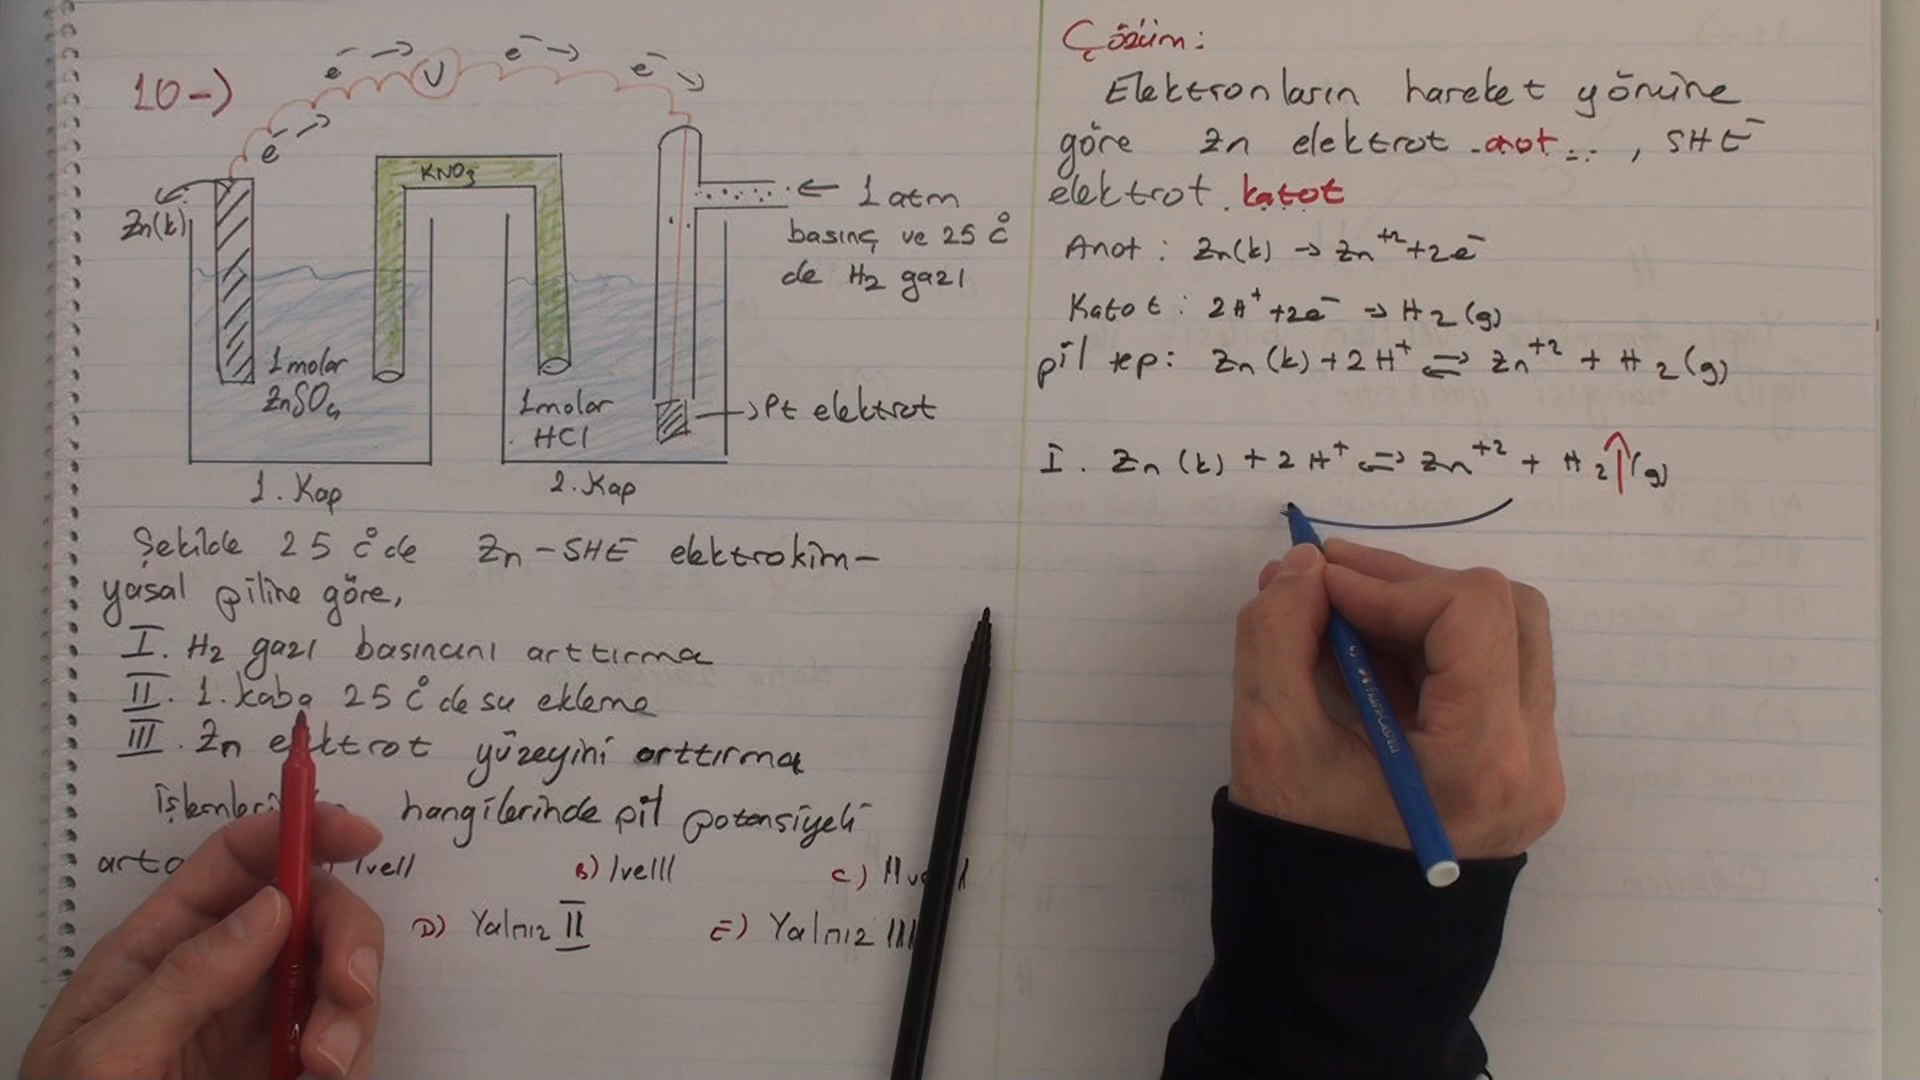 10-)
e⁻ →
e⁻ →
V
e⁻ →
e⁻ →
Zn(k)
KNO3
← 1 atm
basınç ve 25 °C
de H2 gazı
1 molar
ZnSO4
1 molar
HCl
→ Pt elektrot
1. Kap
2. Kap
Şekilde 25 °C de Zn-SHE elektrokim-
yasal piline göre,
I. H2 gazı basıncını arttırma
II. 1. kaba 25 °C de su ekleme
III. Zn elektrot yüzeyini arttırma
hangilerinde pil potansiyeli
I vell
B) I velll
C)
D) Yalnız II
E) Yalnız III
Çözüm:
Elektronların hareket yönüne
göre Zn elektrot .anot... , SHE
elektrot .katot
Anot : Zn(k) → Zn⁺² + 2e⁻
Katot : 2H⁺ + 2e⁻ → H2(g)
pil tep: Zn(k) + 2H⁺ ⇌ Zn⁺² + H2(g)
I. Zn(k) + 2H⁺ ⇌ Zn⁺² + H2↑(g)